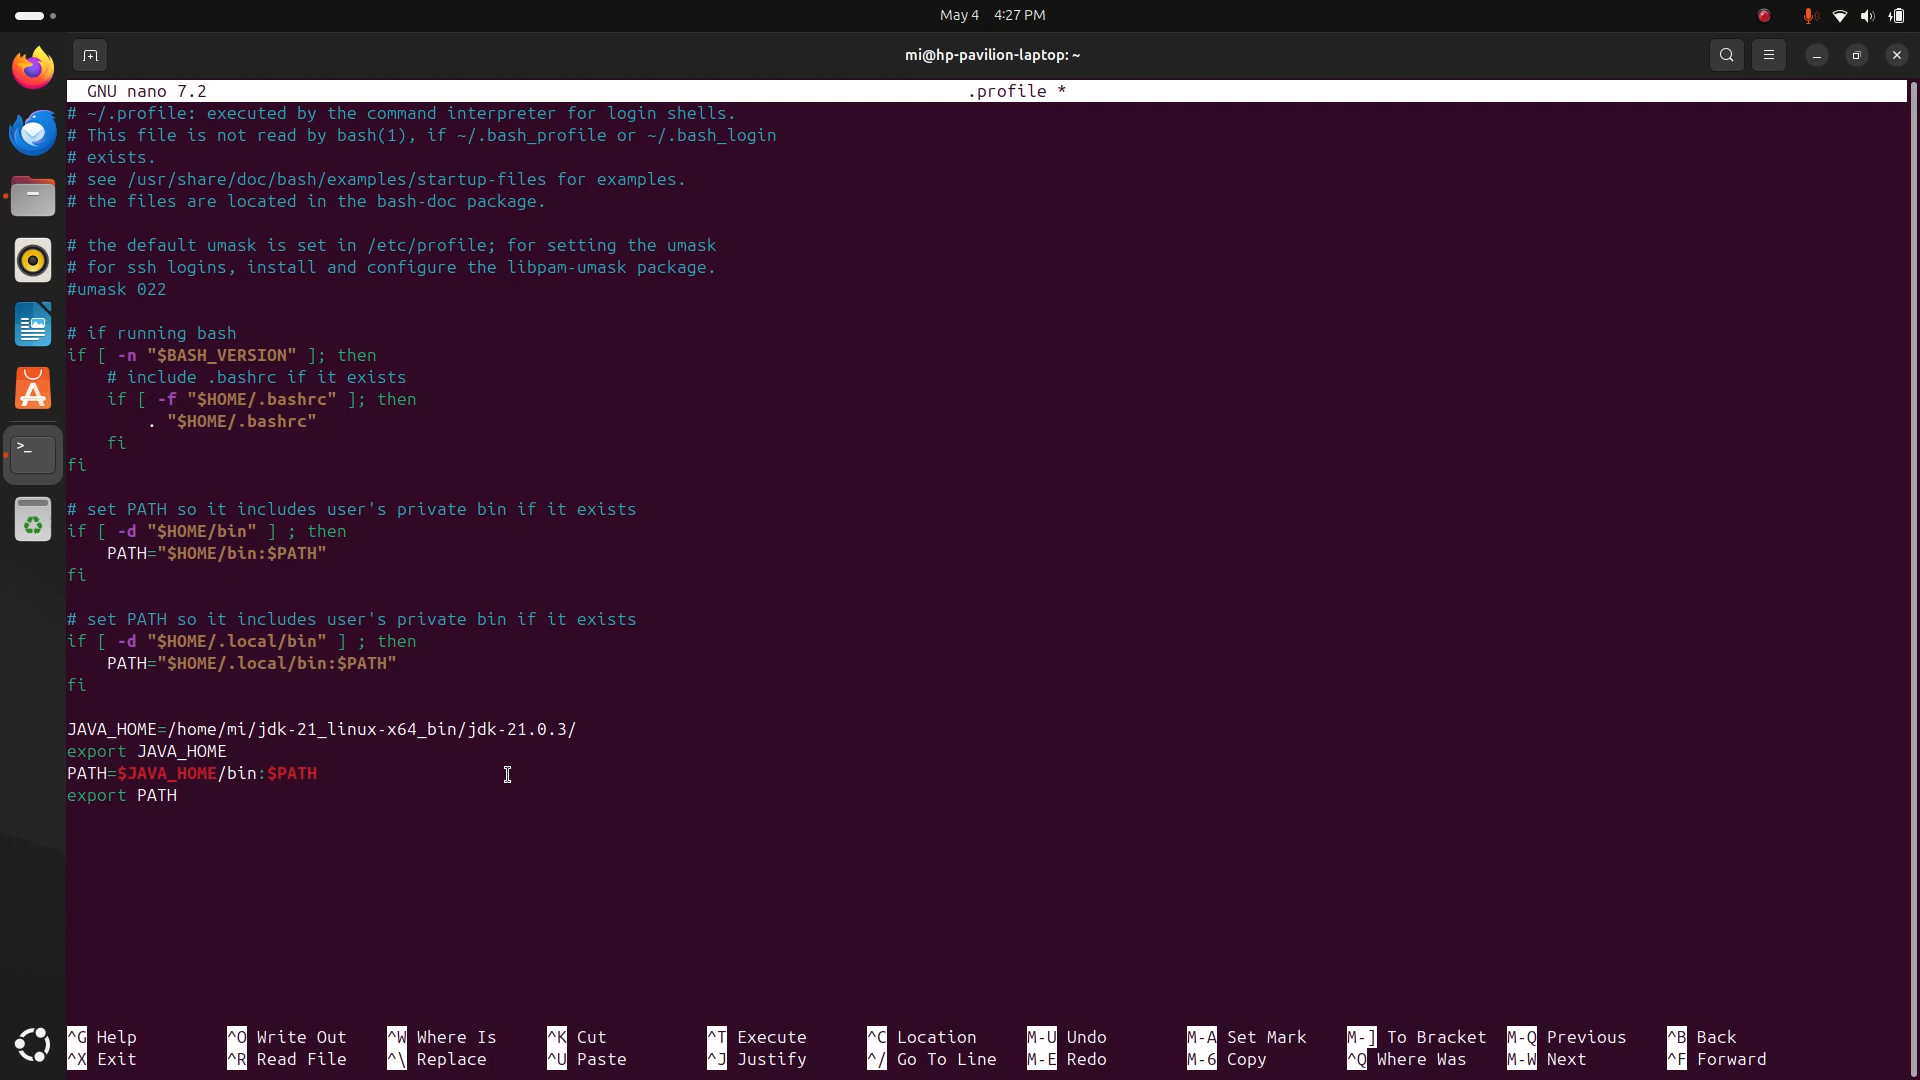 May 4 4:27 PM
mi@hp-pavilion-laptop: ~
GNU nano 7.2 .profile *
# ~/.profile: executed by the command interpreter for login shells.
# This file is not read by bash(1), if ~/.bash_profile or ~/.bash_login
# exists.
# see /usr/share/doc/bash/examples/startup-files for examples.
# the files are located in the bash-doc package.
# the default umask is set in /etc/profile; for setting the umask
# for ssh logins, install and configure the libpam-umask package.
#umask 022
# if running bash
if [ -n "$BASH_VERSION" ]; then
    # include .bashrc if it exists
    if [ -f "$HOME/.bashrc" ]; then
        . "$HOME/.bashrc"
    fi
fi
# set PATH so it includes user's private bin if it exists
if [ -d "$HOME/bin" ] ; then
    PATH="$HOME/bin:$PATH"
fi
# set PATH so it includes user's private bin if it exists
if [ -d "$HOME/.local/bin" ] ; then
    PATH="$HOME/.local/bin:$PATH"
fi
JAVA_HOME=/home/mi/jdk-21_linux-x64_bin/jdk-21.0.3/
export JAVA_HOME
PATH=$JAVA_HOME/bin:$PATH
export PATH
^G Help ^O Write Out ^W Where Is ^K Cut ^T Execute ^C Location M-U Undo M-A Set Mark M-] To Bracket M-Q Previous ^B Back
^X Exit ^R Read File ^\ Replace ^U Paste ^J Justify ^/ Go To Line M-E Redo M-6 Copy ^Q Where Was M-W Next ^F Forward